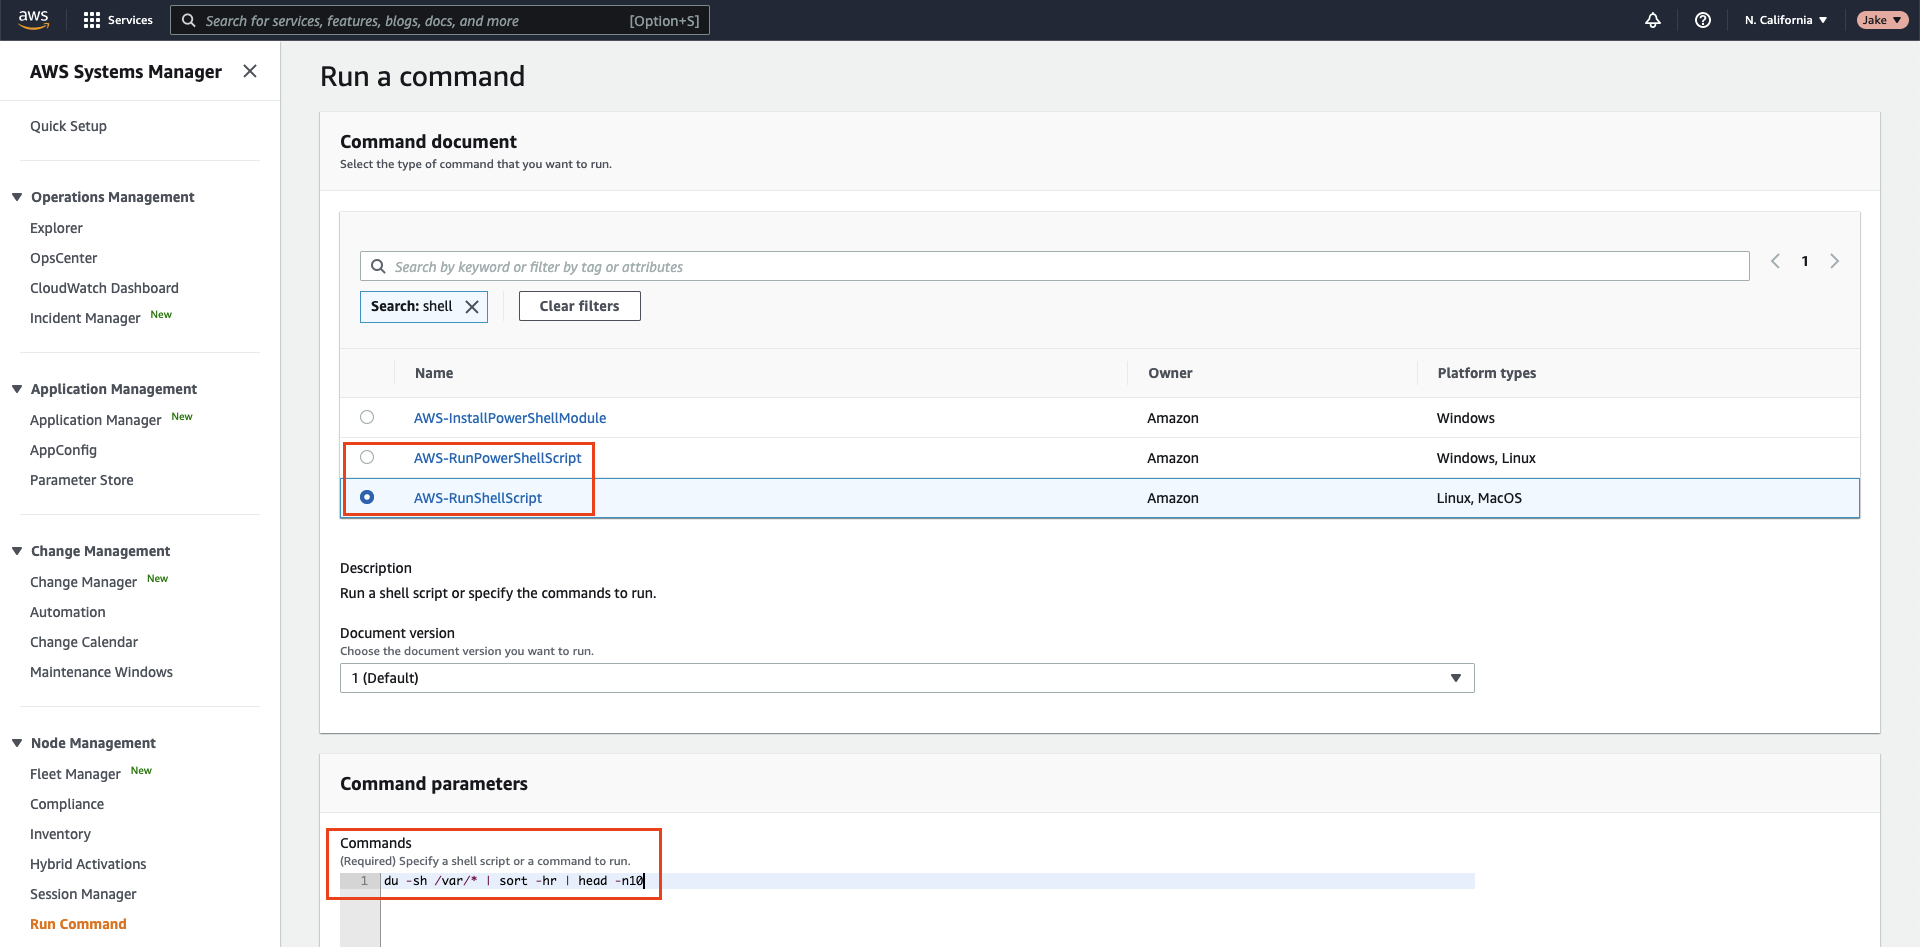 aws
Services
Search for services, features, blogs, docs, and more
[Option+S]
N. California
Jake
AWS Systems Manager
Quick Setup
Operations Management
Explorer
OpsCenter
CloudWatch Dashboard
Incident Manager New
Application Management
Application Manager New
AppConfig
Parameter Store
Change Management
Change Manager New
Automation
Change Calendar
Maintenance Windows
Node Management
Fleet Manager New
Compliance
Inventory
Hybrid Activations
Session Manager
Run Command
Run a command
Command document
Select the type of command that you want to run.
Search by keyword or filter by tag or attributes
1
Search: shell
Clear filters
Name Owner Platform types
AWS-InstallPowerShellModule Amazon Windows
AWS-RunPowerShellScript Amazon Windows, Linux
AWS-RunShellScript Amazon Linux, MacOS
Description
Run a shell script or specify the commands to run.
Document version
Choose the document version you want to run.
1 (Default)
Command parameters
Commands
(Required) Specify a shell script or a command to run.
1 du -sh /var/* | sort -hr | head -n10